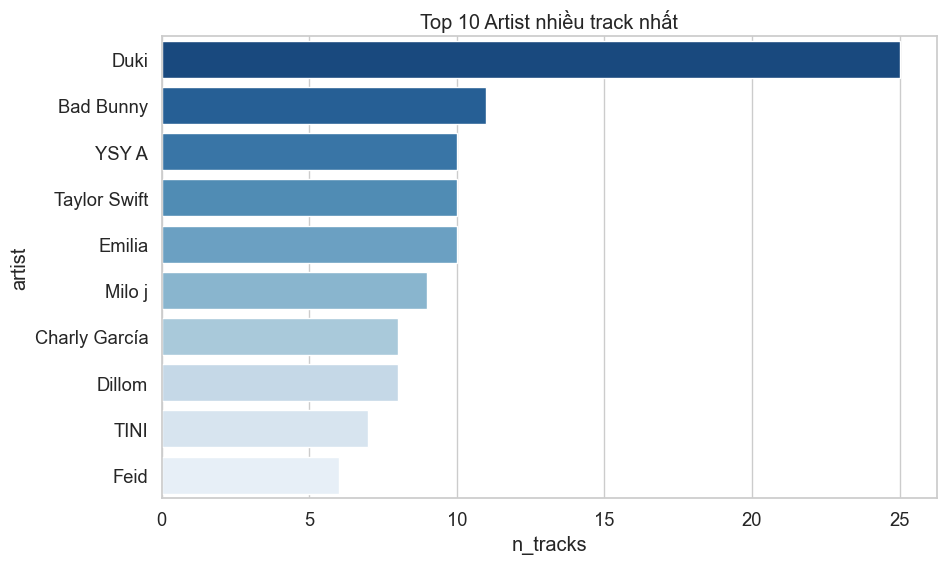 Top 10 Artist nhiều track nhất
artist
Duki
Bad Bunny
YSY A
Taylor Swift
Emilia
Milo j
Charly García
Dillom
TINI
Feid
0 5 10 15 20 25
n_tracks